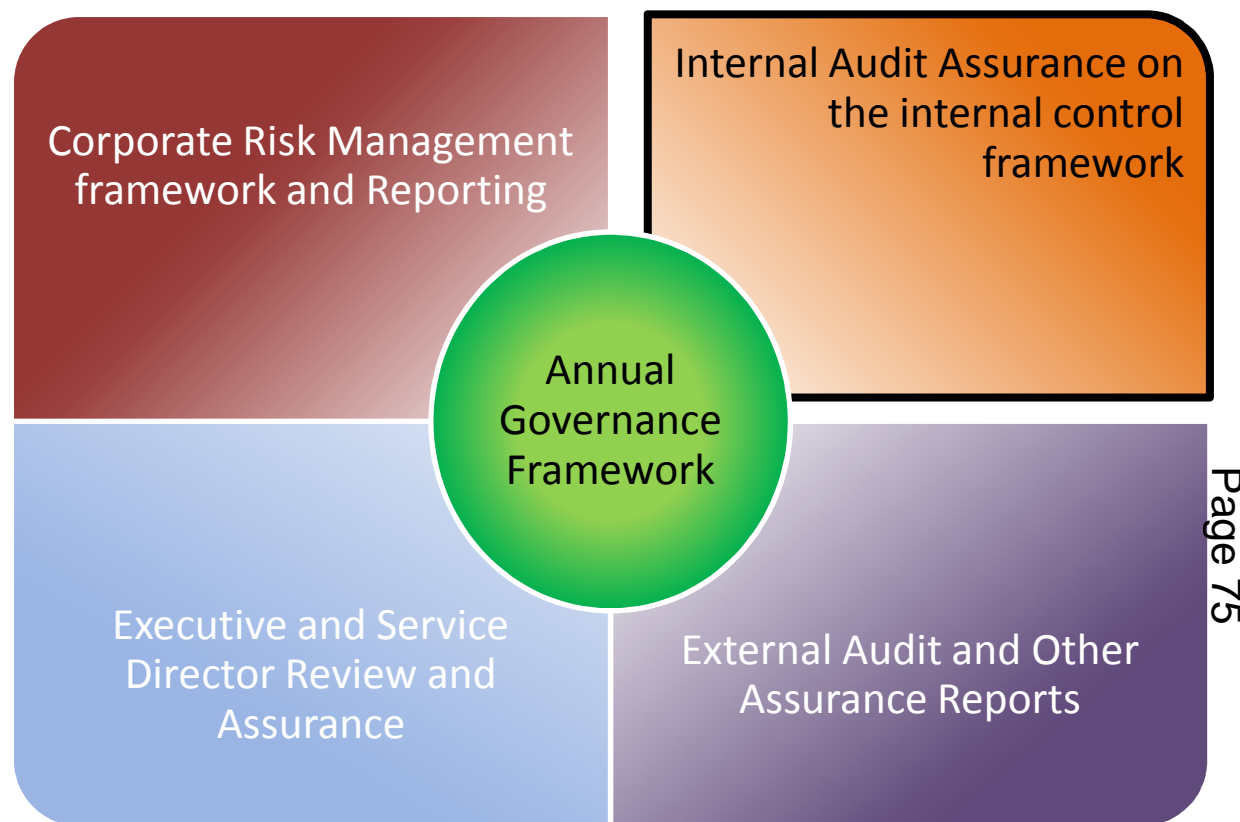 Corporate Risk Management
framework and Reporting
Internal Audit Assurance on
the internal control
framework
Annual
Governance
Framework
Executive and Service
Director Review and
Assurance
External Audit and Other
Assurance Reports
Page 75